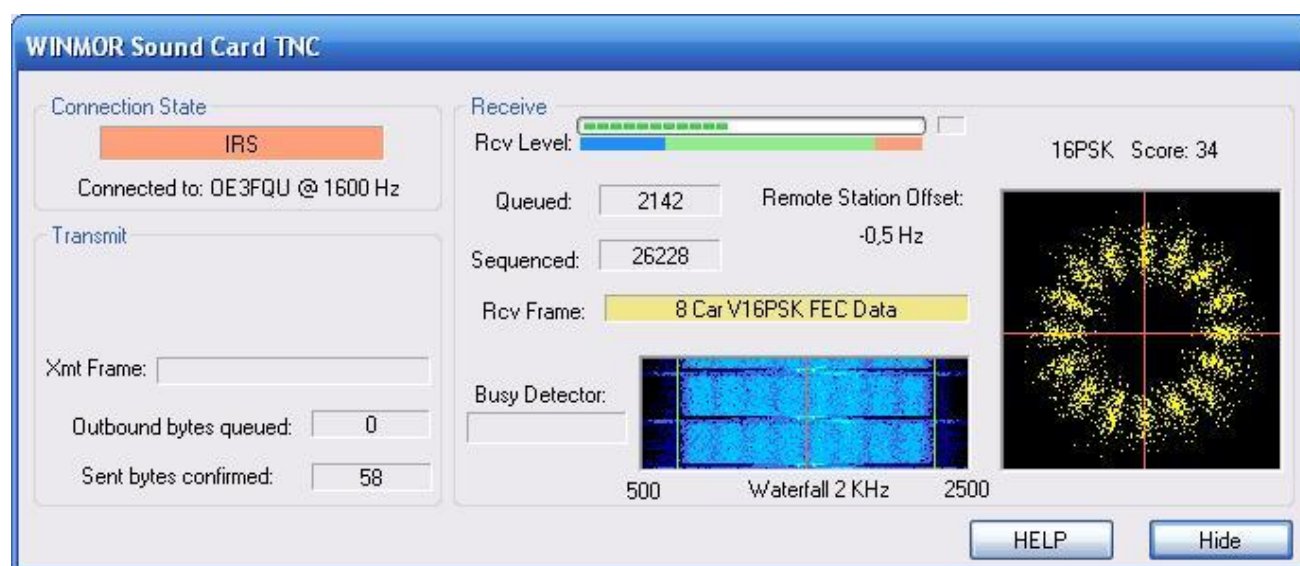 WINMOR Sound Card TNC
Connection State
IRS
Connected to: OE3FQU @ 1600 Hz
Transmit
Xmt Frame:
Outbound bytes queued: 0
Sent bytes confirmed: 58
Receive
Rcv Level:
Queued: 2142
Remote Station Offset:
-0,5 Hz
Sequenced: 26228
Rcv Frame: 8 Car V16PSK FEC Data
Busy Detector:
500 Waterfall 2 KHz 2500
16PSK Score: 34
HELP Hide